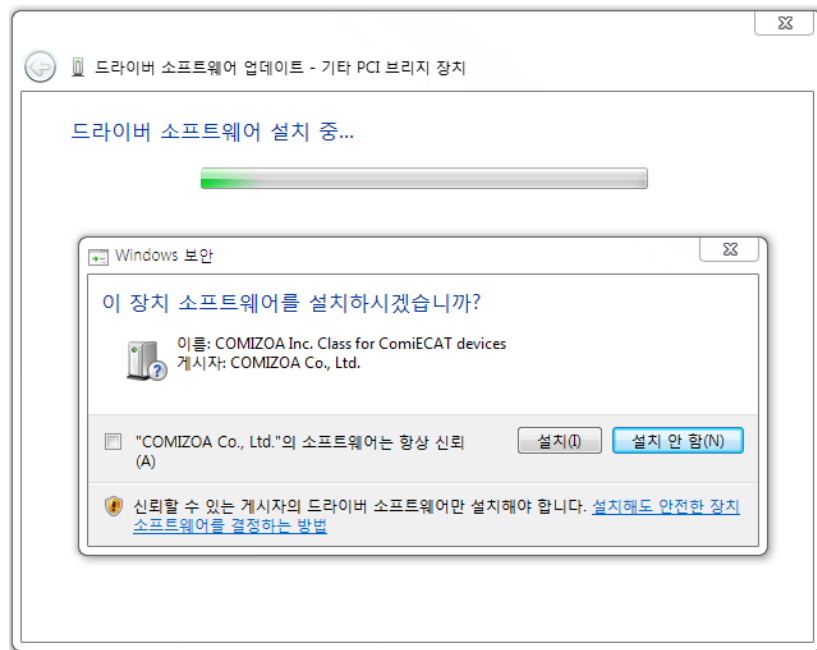 드라이버 소프트웨어 업데이트 - 기타 PCI 브리지 장치
드라이버 소프트웨어 설치 중...
Windows 보안
이 장치 소프트웨어를 설치하시겠습니까?
이름: COMIZOA Inc. Class for ComiECAT devices
게시자: COMIZOA Co., Ltd.
"COMIZOA Co., Ltd."의 소프트웨어는 항상 신뢰
(A)
설치(I)
설치 안 함(N)
신뢰할 수 있는 게시자의 드라이버 소프트웨어만 설치해야 합니다. 설치해도 안전한 장치
소프트웨어를 결정하는 방법